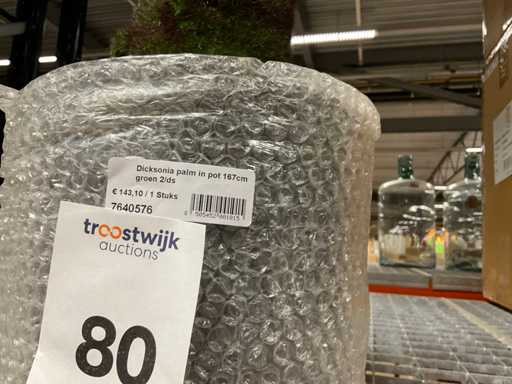 Dicksonia palm in pot 167cm
groen 2/ds
€ 143,10 / 1 Stuks
7640576
troostwijk
auctions
80